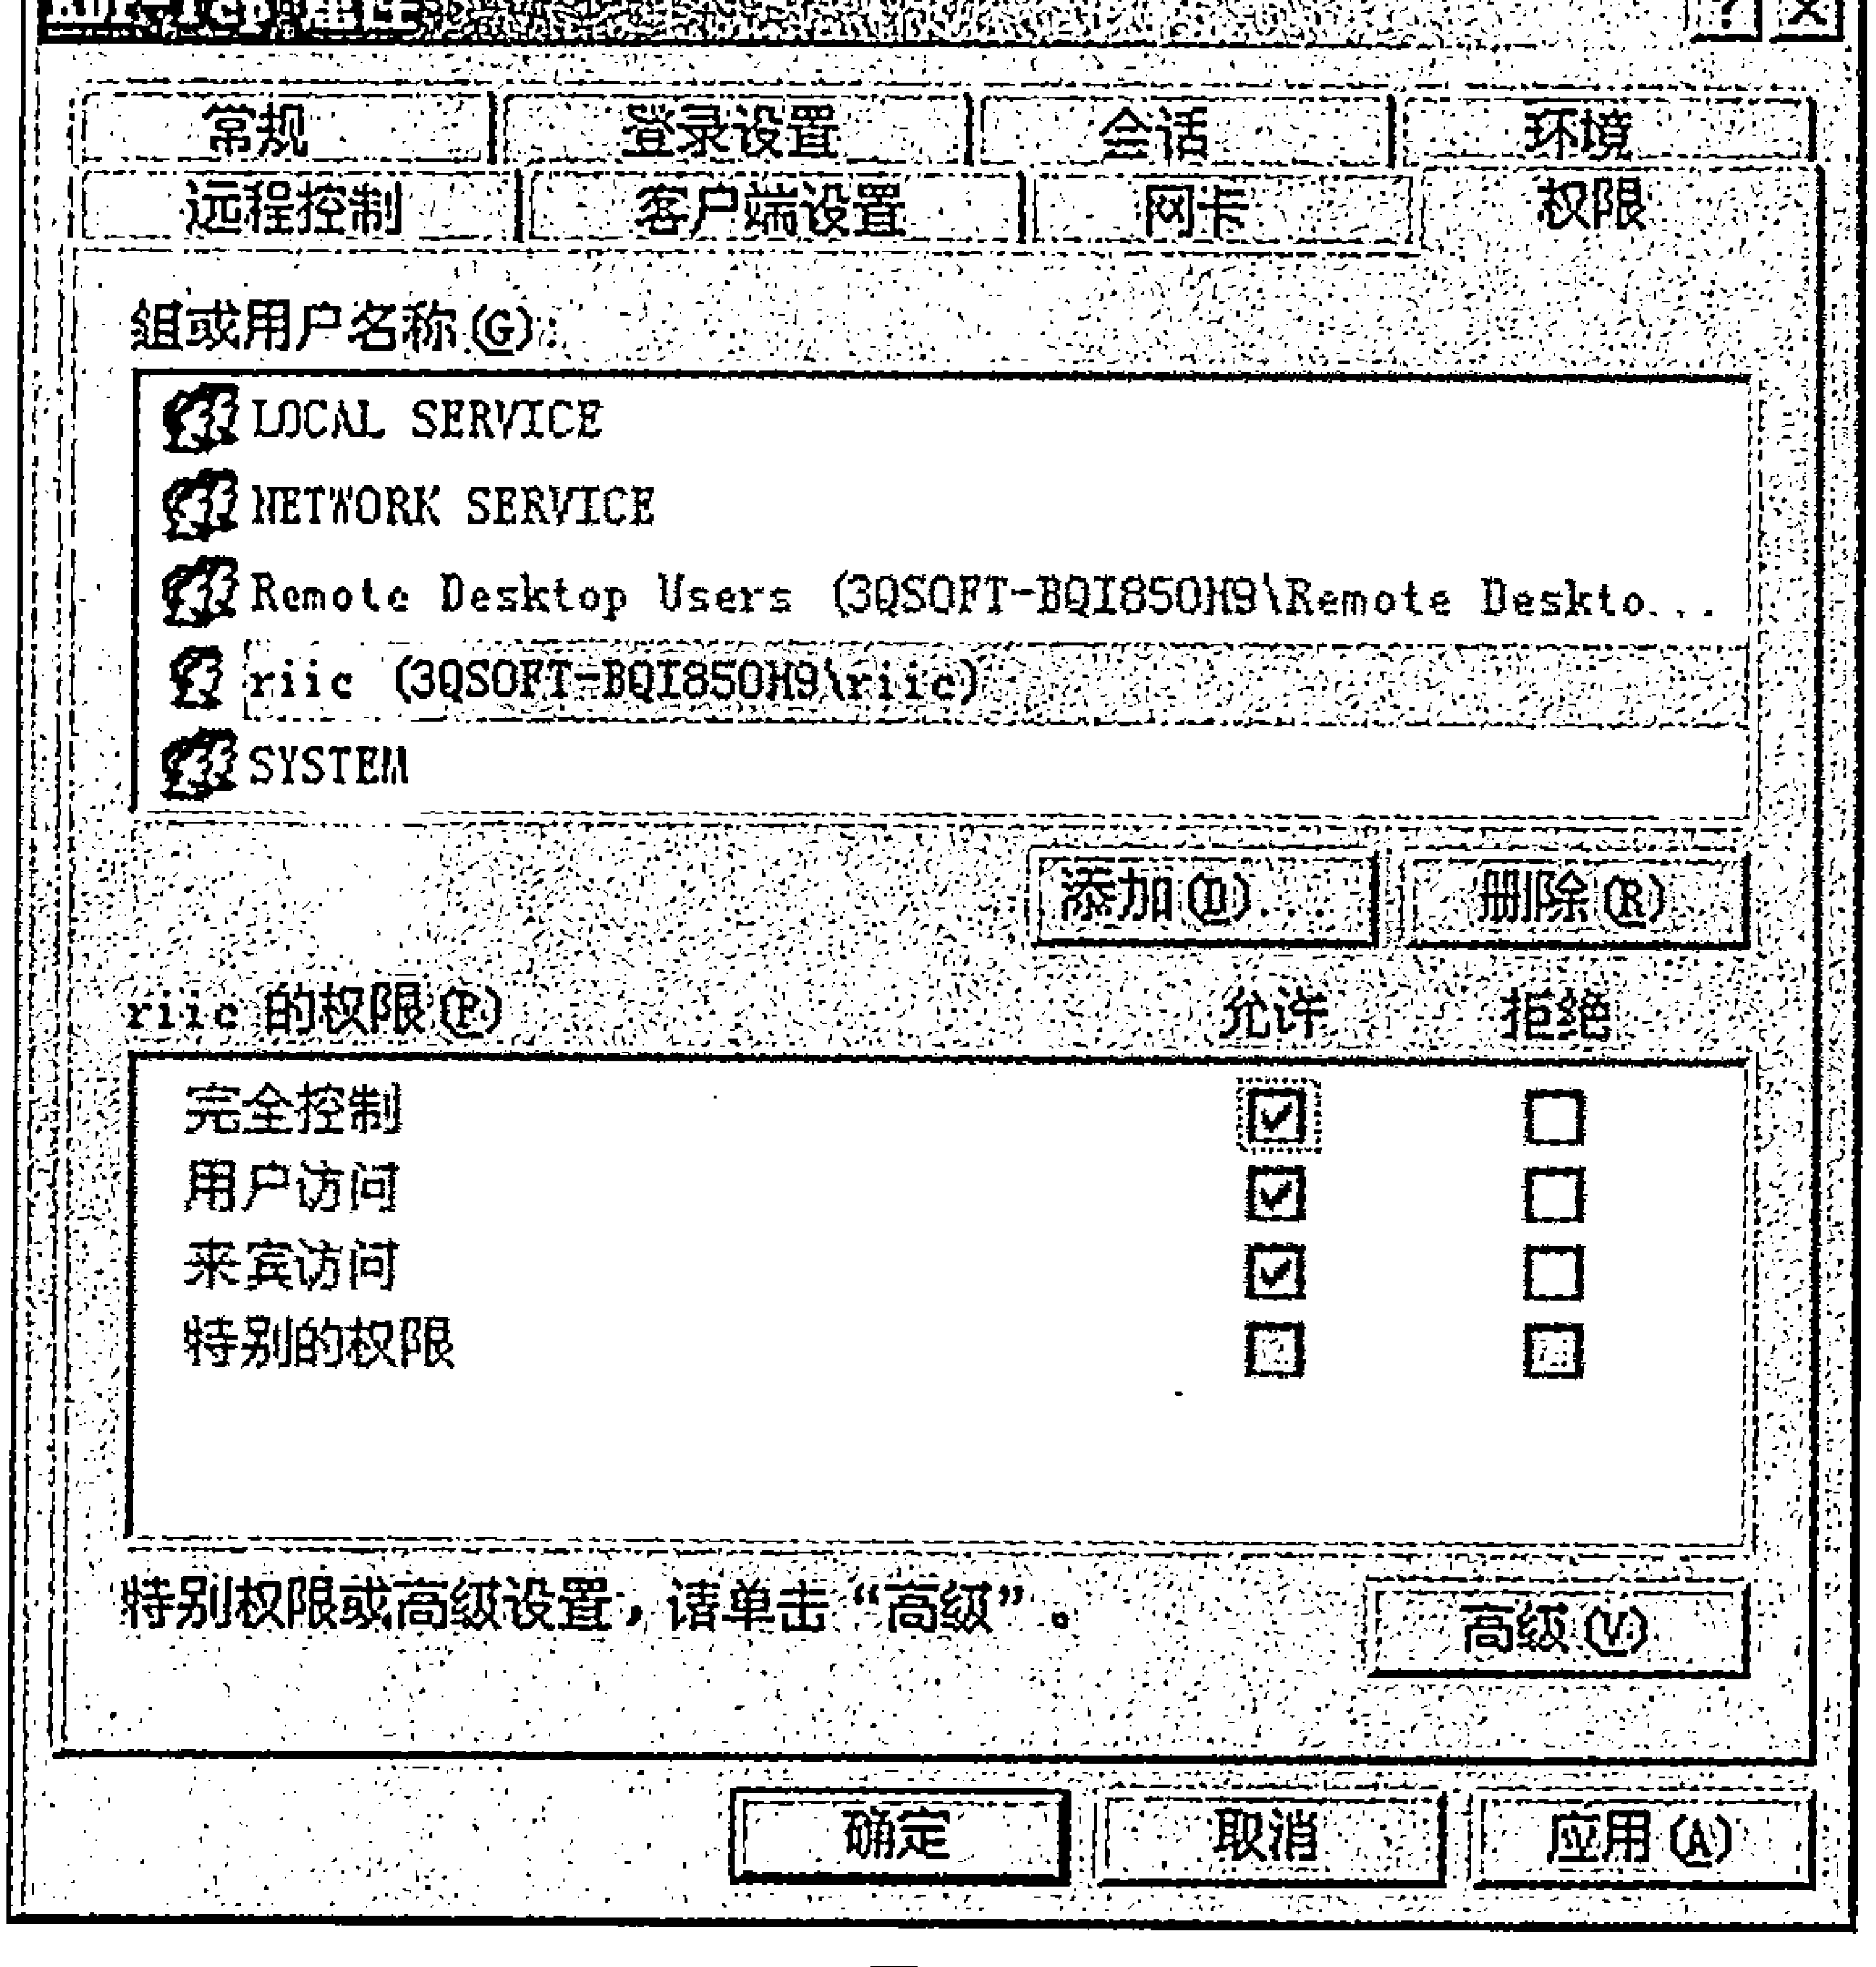 RDP-Tcp 属性
常规 登录设置 会话 环境
远程控制 客户端设置 网卡 权限
组或用户名称(G):
LOCAL SERVICE
NETWORK SERVICE
Remote Desktop Users (3QSOFT-BQI850H9\Remote Deskto...
riic (3QSOFT-BQI850H9\riic)
SYSTEM
添加(D)... 删除(R)
riic 的权限(P) 允许 拒绝
完全控制
用户访问
来宾访问
特别的权限
特别权限或高级设置，请单击“高级”。
高级(V)
确定 取消 应用(A)